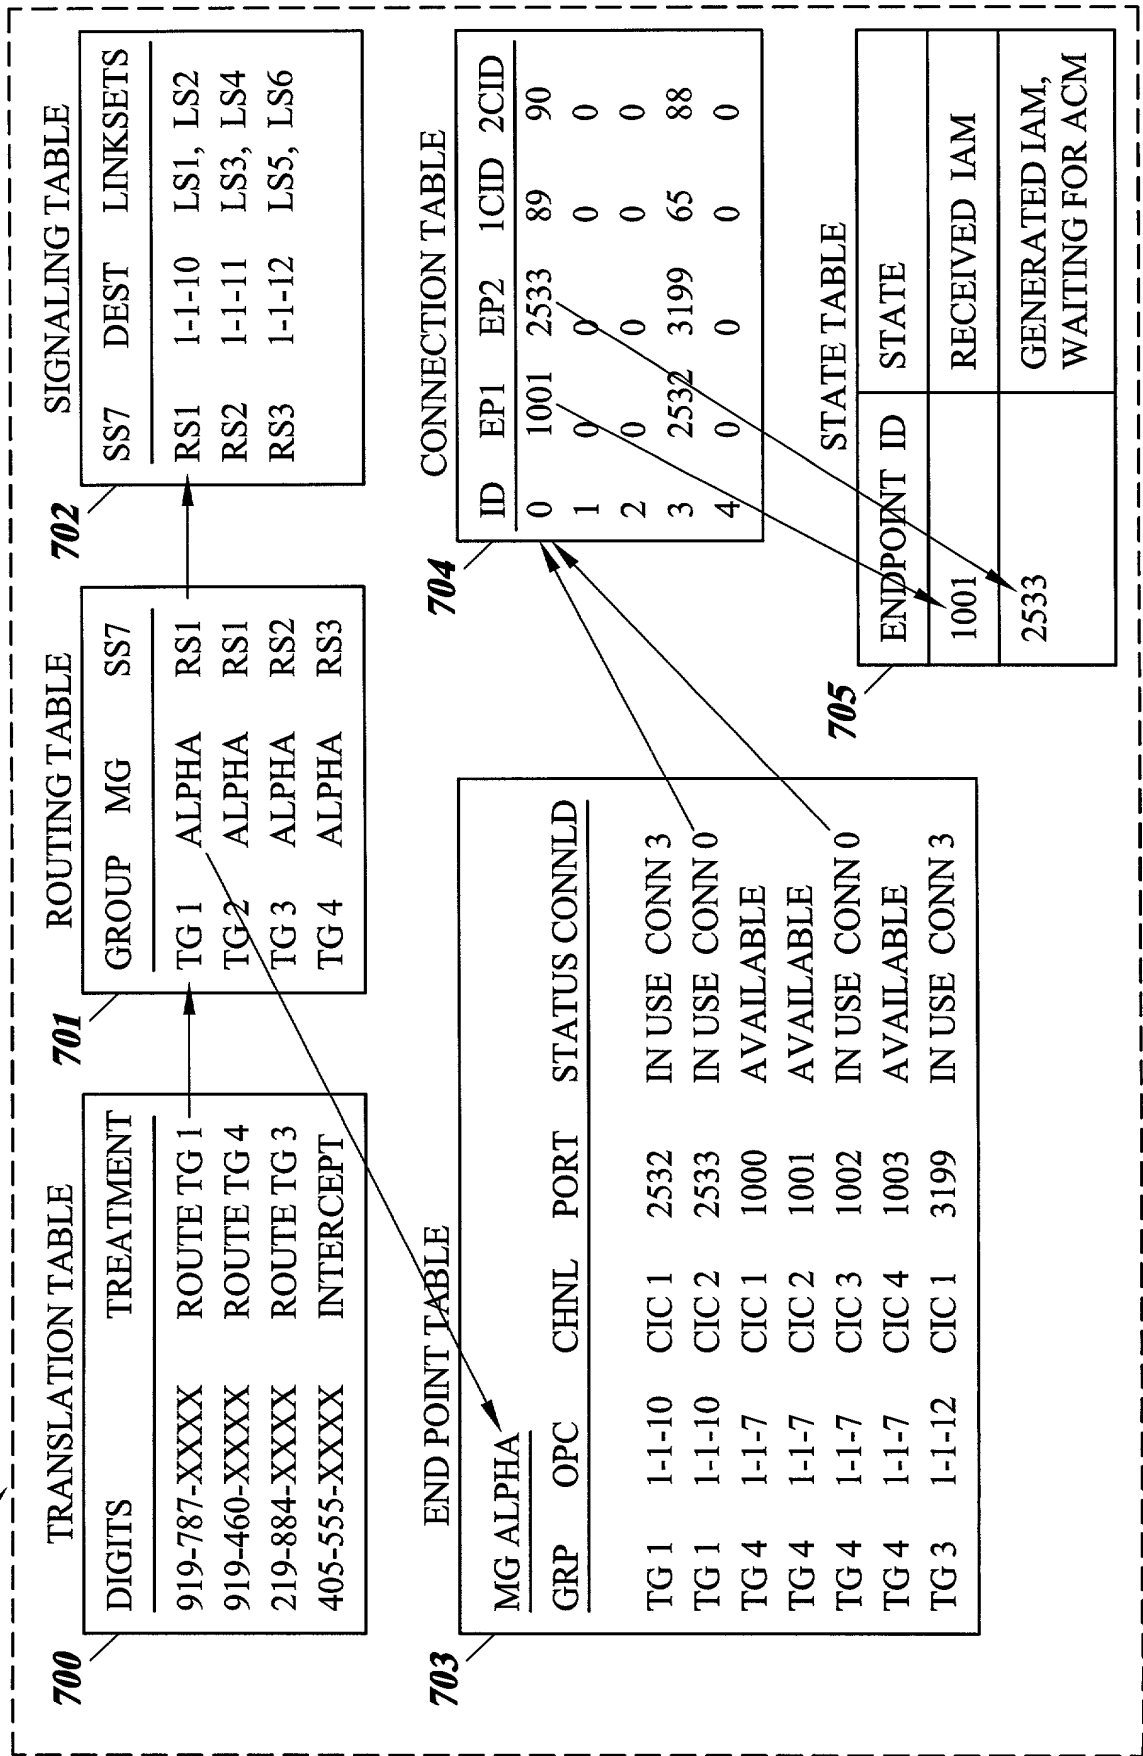 TRANSLATION TABLE
700
DIGITS TREATMENT
919-787-XXXX ROUTE TG 1
919-460-XXXX ROUTE TG 4
219-884-XXXX ROUTE TG 3
405-555-XXXX INTERCEPT
ROUTING TABLE
701
GROUP MG SS7
TG 1 ALPHA RS1
TG 2 ALPHA RS1
TG 3 ALPHA RS2
TG 4 ALPHA RS3
SIGNALING TABLE
702
SS7 DEST LINKSETS
RS1 1-1-10 LS1, LS2
RS2 1-1-11 LS3, LS4
RS3 1-1-12 LS5, LS6
END POINT TABLE
703
MG ALPHA
GRP OPC CHNL PORT STATUS CONNLD
TG 1 1-11-10 CIC 1 2532 IN USE CONN 3
TG 1 1-11-10 CIC 2 2533 IN USE CONN 0
TG 4 1-11-7 CIC 1 1000 AVAILABLE
TG 4 1-11-7 CIC 2 1001 AVAILABLE
TG 4 1-11-7 CIC 3 1002 IN USE CONN 0
TG 4 1-11-7 CIC 4 1003 AVAILABLE
TG 3 1-11-12 CIC 1 3199 IN USE CONN 3
CONNECTION TABLE
704
ID EP1 EP2 1CID 2CID
0 1001 2533 89 90
1 0 0 0 0
2 0 0 0 0
3 2532 3199 65 88
4 0 0 0 0
STATE TABLE
705
ENDPOINT ID STATE
1001 RECEIVED IAM
2533 GENERATED IAM,
WAITING FOR ACM